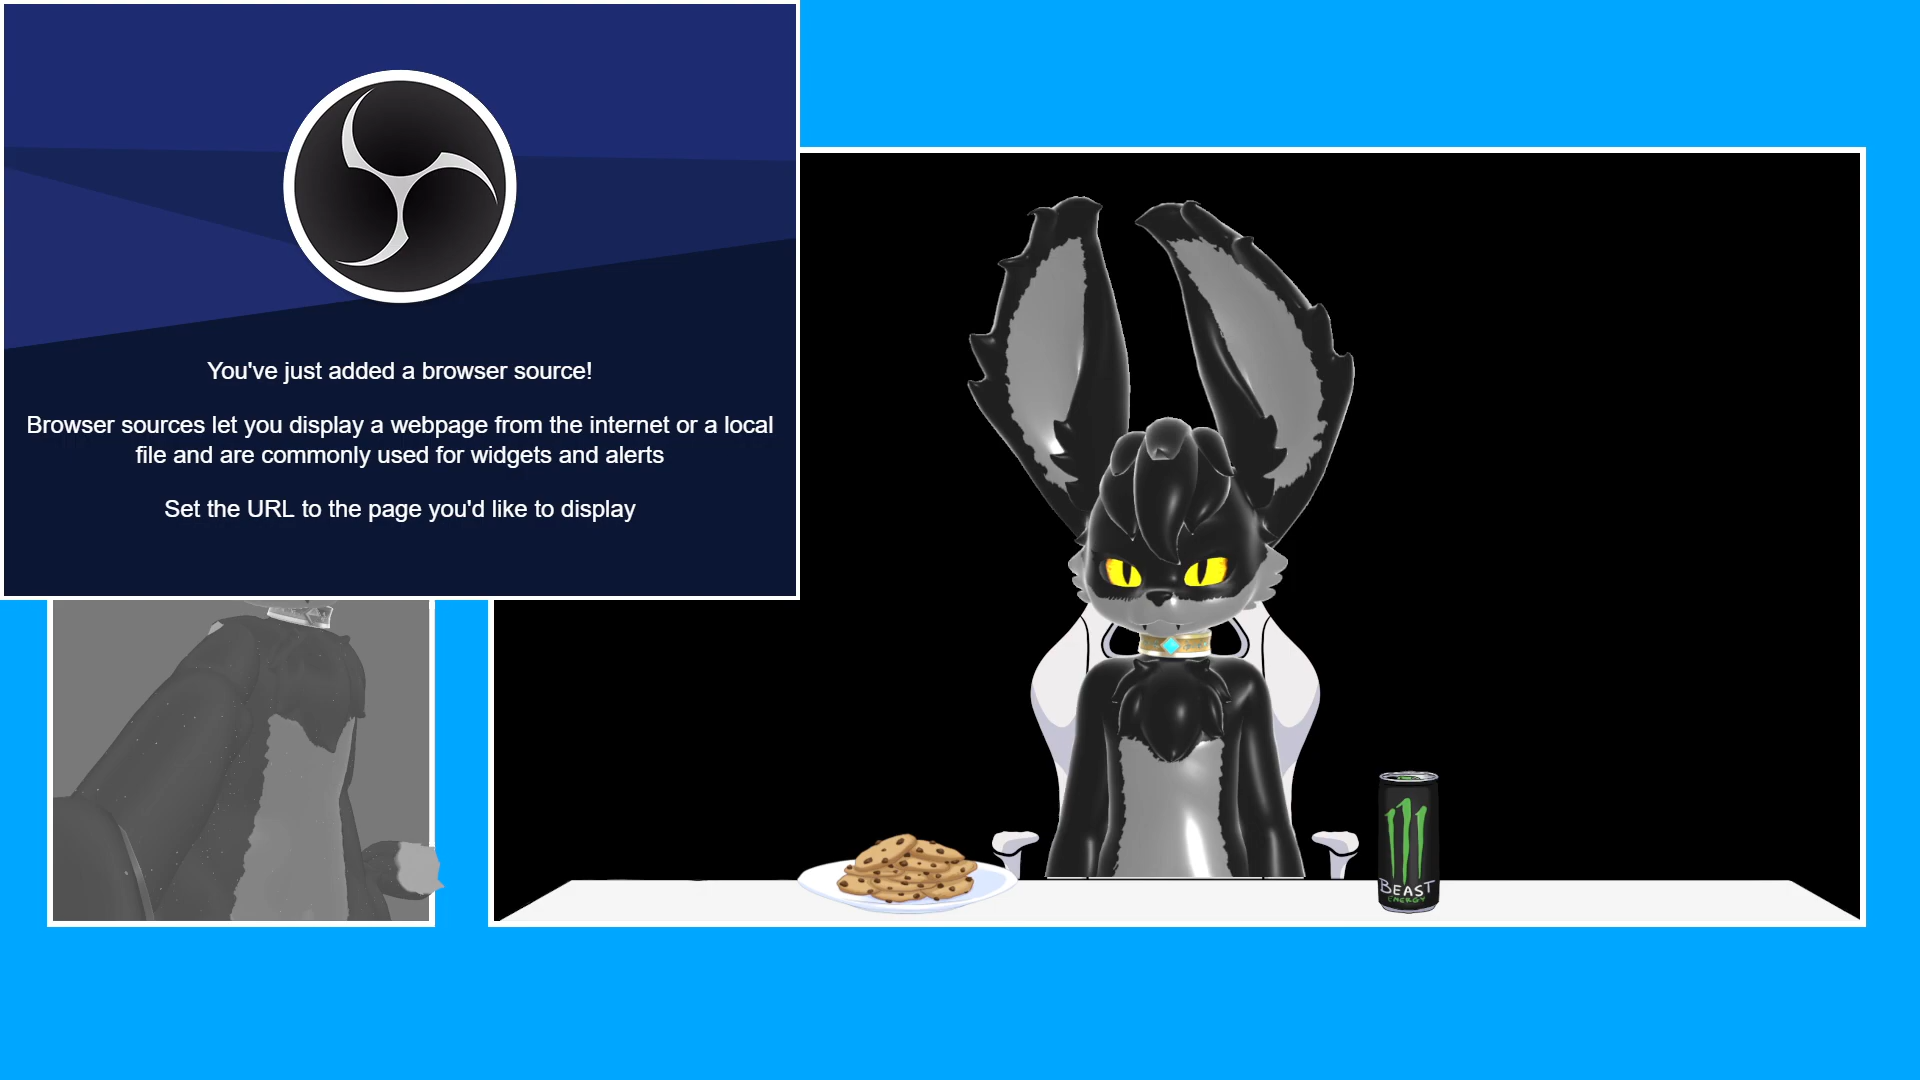 You've just added a browser source!
Browser sources let you display a webpage from the internet or a local
file and are commonly used for widgets and alerts
Set the URL to the page you'd like to display
BEAST
ENERGY